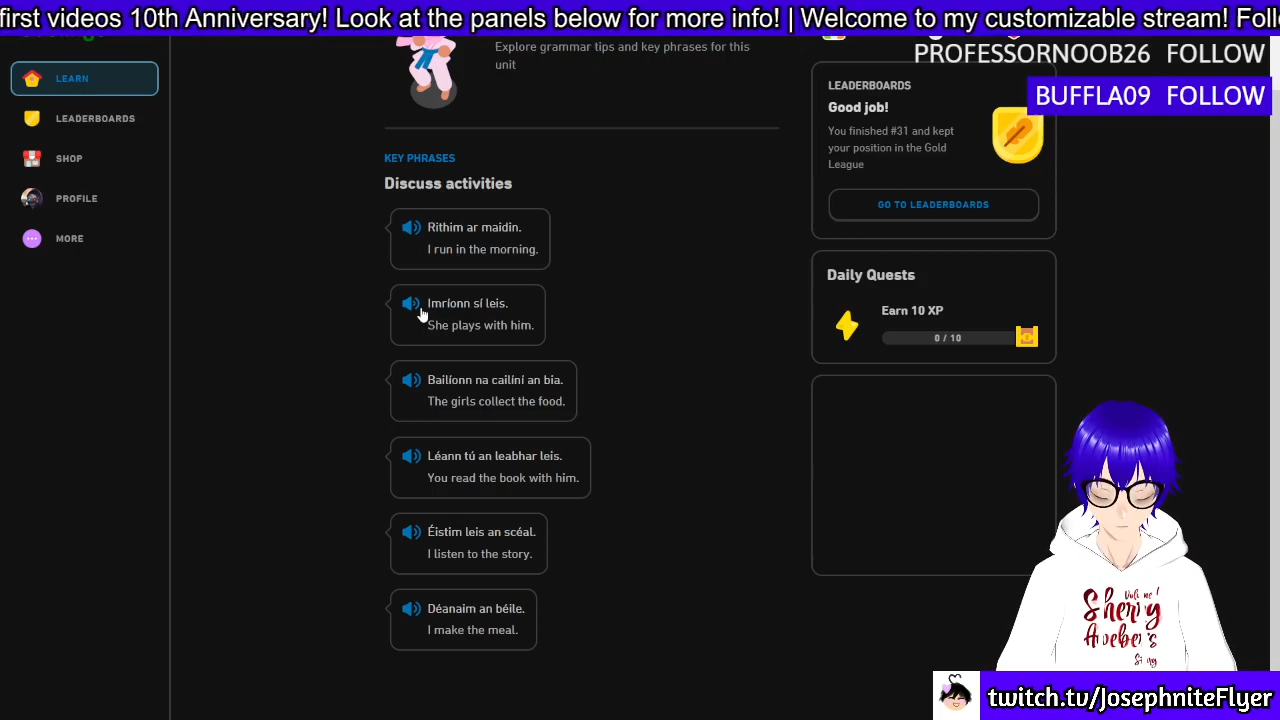 first videos 10th Anniversary! Look at the panels below for more info! | Welcome to my customizable stream!
PROFESSORNOOB26 FOLLOW
BUFFLA09 FOLLOW
LEARN
LEADERBOARDS
SHOP
PROFILE
MORE
Explore grammar tips and key phrases for this
unit
KEY PHRASES
Discuss activities
Rithim ar maidin.
I run in the morning.
Imríonn sí leis.
She plays with him.
Bailíonn na cailíní an bia.
The girls collect the food.
Léann tú an leabhar leis.
You read the book with him.
Éistim leis an scéal.
I listen to the story.
Déanaim an béile.
I make the meal.
LEADERBOARDS
Good job!
You finished #31 and kept
your position in the Gold
League
GO TO LEADERBOARDS
Daily Quests
Earn 10 XP
0 / 10
Sherry
twitch.tv/JosephniteFlyer